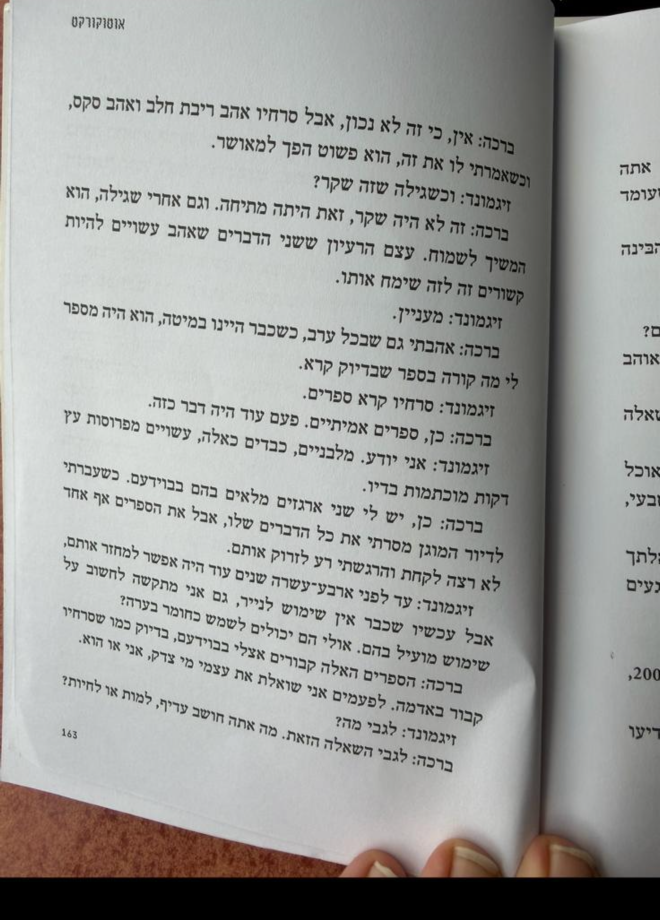 אוטוקורקט
ברכה: אין, כי זה לא נכון, אבל סרחיו אהב ריבת חלב ואהב סקס,
וכשאמרתי לו את זה, הוא פשוט הפך למאושר.
זיגמונד: וכשגילה שזה שקר?
ברכה: זה לא היה שקר, זאת היתה מתיחה. וגם אחרי שגילה, הוא
המשיך לשמוח. עצם הרעיון ששני הדברים שאהב עשויים להיות
קשורים זה לזה שימח אותו.
זיגמונד: מעניין.
ברכה: אהבתי גם שבכל ערב, כשכבר היינו במיטה, הוא היה מספר
לי מה קורה בספר שבדיוק קרא.
זיגמונד: סרחיו קרא ספרים.
ברכה: כן, ספרים אמיתיים. פעם עוד היה דבר כזה.
זיגמונד: אני יודע. מלבניים, כבדים כאלה, עשויים מפרוסות עץ
דקות מוכתמות בדיו.
ברכה: כן, יש לי שני ארגזים מלאים בהם בבוידעם. כשעברתי
לדיור המוגן מסרתי את כל הדברים שלו, אבל את הספרים אף אחד
לא רצה לקחת והרגשתי רע לזרוק אותם.
זיגמונד: עד לפני ארבע־עשרה שנים עוד היה אפשר למחזר אותם,
אבל עכשיו שכבר אין שימוש לנייר, גם אני מתקשה לחשוב על
שימוש מועיל בהם. אולי הם יכולים לשמש כחומר בערה?
ברכה: הספרים האלה קבורים אצלי בבוידעם, בדיוק כמו שסרחיו
קבור באדמה. לפעמים אני שואלת את עצמי מי צדק, אני או הוא.
זיגמונד: לגבי מה?
ברכה: לגבי השאלה הזאת. מה אתה חושב עדיף, למות או לחיות?
163
אתה
שעומד
אוהב
אוכל
200,